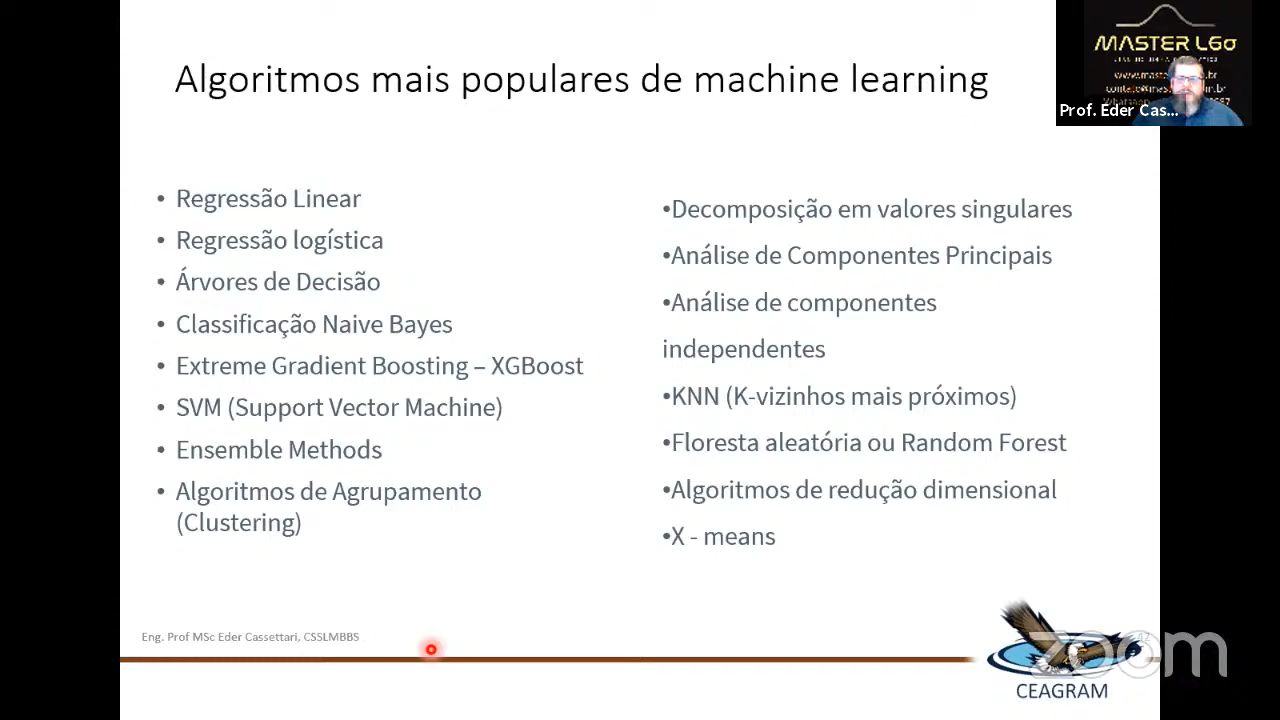 Algoritmos mais populares de machine learning
MASTER LGσ
Prof. Eder Cas...
• Regressão Linear
• Regressão logística
• Árvores de Decisão
• Classificação Naive Bayes
• Extreme Gradient Boosting – XGBoost
• SVM (Support Vector Machine)
• Ensemble Methods
• Algoritmos de Agrupamento
(Clustering)
•Decomposição em valores singulares
•Análise de Componentes Principais
•Análise de componentes
independentes
•KNN (K-vizinhos mais próximos)
•Floresta aleatória ou Random Forest
•Algoritmos de redução dimensional
•X - means
Eng. Prof MSc Eder Cassettari, CSSLMBBS
zoom
CEAGRAM